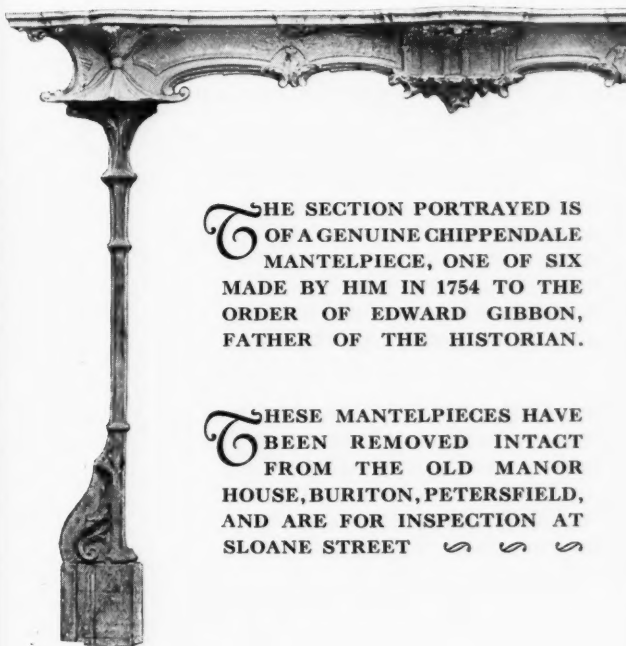 THE SECTION PORTRAYED IS
OF A GENUINE CHIPPENDALE
MANTELPIECE, ONE OF SIX
MADE BY HIM IN 1754 TO THE
ORDER OF EDWARD GIBBON,
FATHER OF THE HISTORIAN.
THESE MANTELPIECES HAVE
BEEN REMOVED INTACT
FROM THE OLD MANOR
HOUSE, BURITON, PETERSFIELD,
AND ARE FOR INSPECTION AT
SLOANE STREET